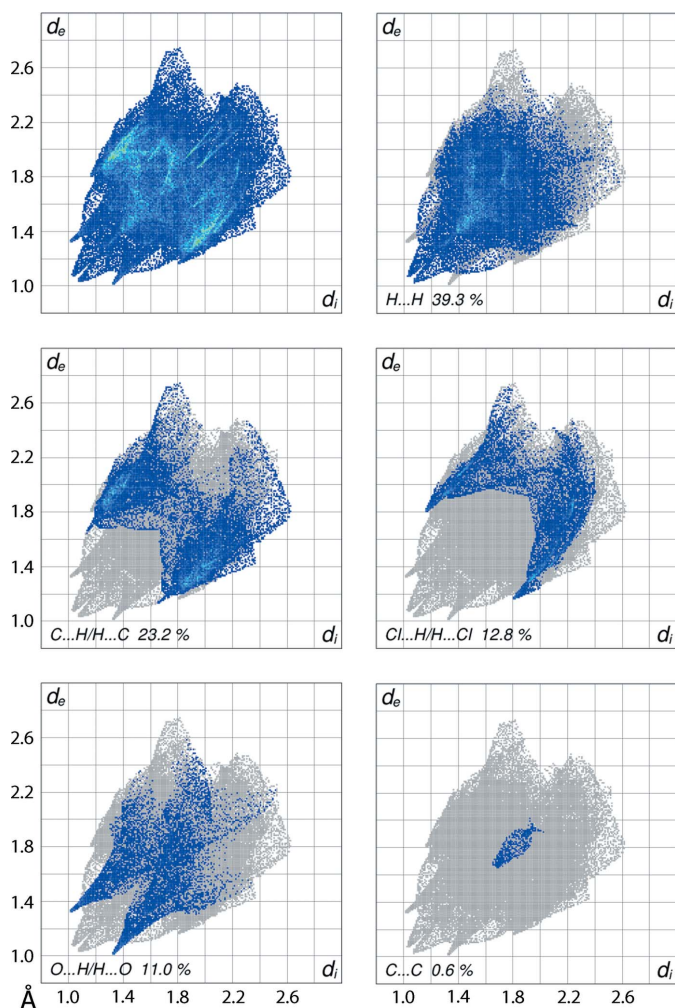 dₑ
2.6
2.2
1.8
1.4
1.0
dᵢ
dₑ
H...H 39.3 %
dᵢ
dₑ
2.6
2.2
1.8
1.4
1.0
C...H/H...C 23.2 %
dᵢ
dₑ
Cl...H/H...Cl 12.8 %
dᵢ
dₑ
2.6
2.2
1.8
1.4
1.0
O...H/H...O 11.0 %
dᵢ
dₑ
C...C 0.6 %
dᵢ
Å 1.0 1.4 1.8 2.2 2.6 1.0 1.4 1.8 2.2 2.6